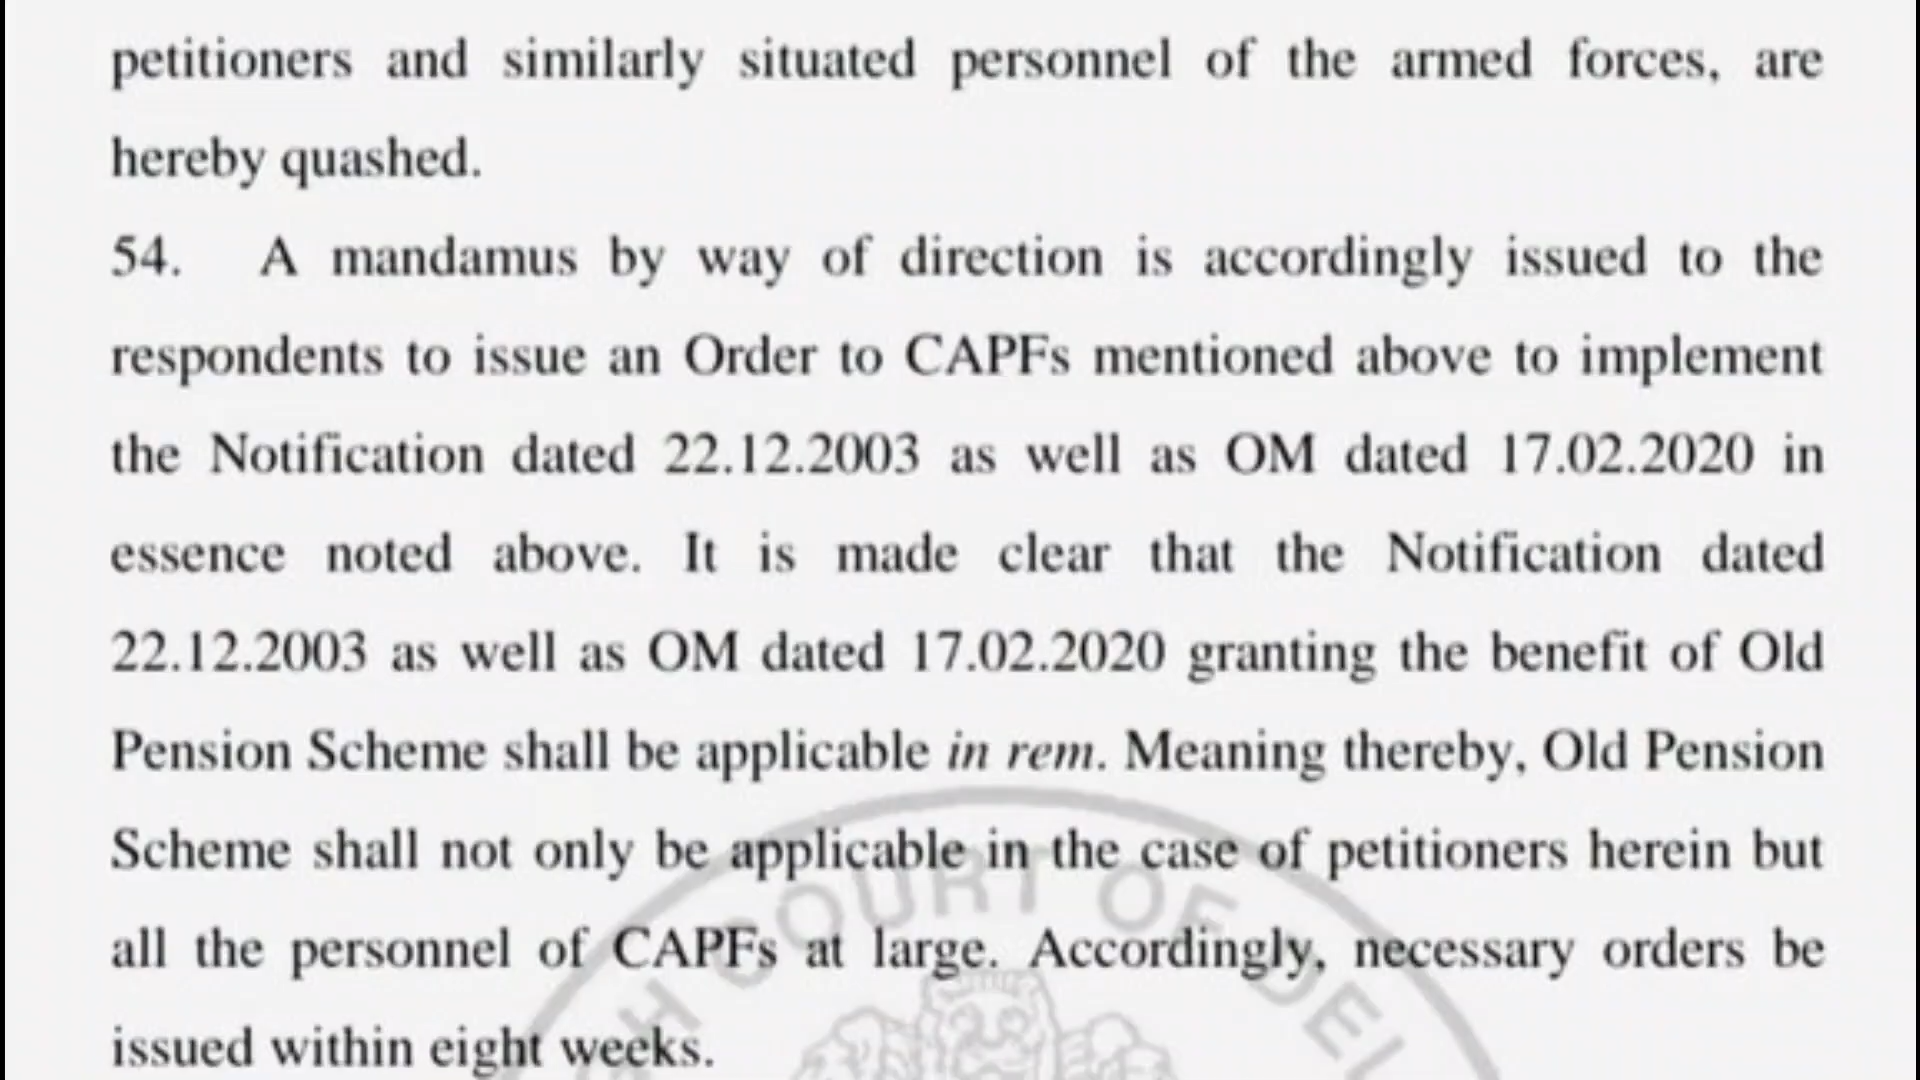 petitioners and similarly situated personnel of the armed forces, are
hereby quashed.
54. A mandamus by way of direction is accordingly issued to the
respondents to issue an Order to CAPFs mentioned above to implement
the Notification dated 22.12.2003 as well as OM dated 17.02.2020 in
essence noted above. It is made clear that the Notification dated
22.12.2003 as well as OM dated 17.02.2020 granting the benefit of Old
Pension Scheme shall be applicable in rem. Meaning thereby, Old Pension
Scheme shall not only be applicable in the case of petitioners herein but
all the personnel of CAPFs at large. Accordingly, necessary orders be
issued within eight weeks.
H COURT OF DEL